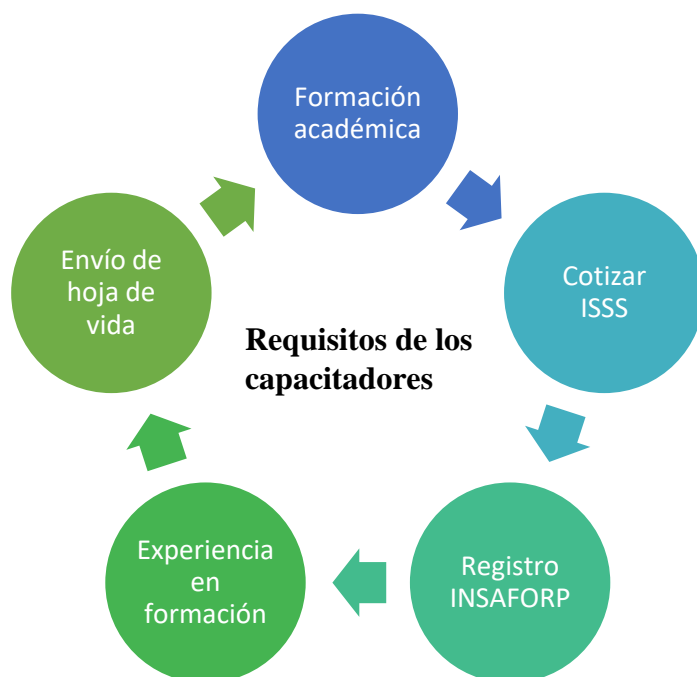 Formación
académica
Cotizar
ISSS
Registro
INSAFORP
Experiencia
en
formación
Envío de
hoja de
vida
Requisitos de los
capacitadores